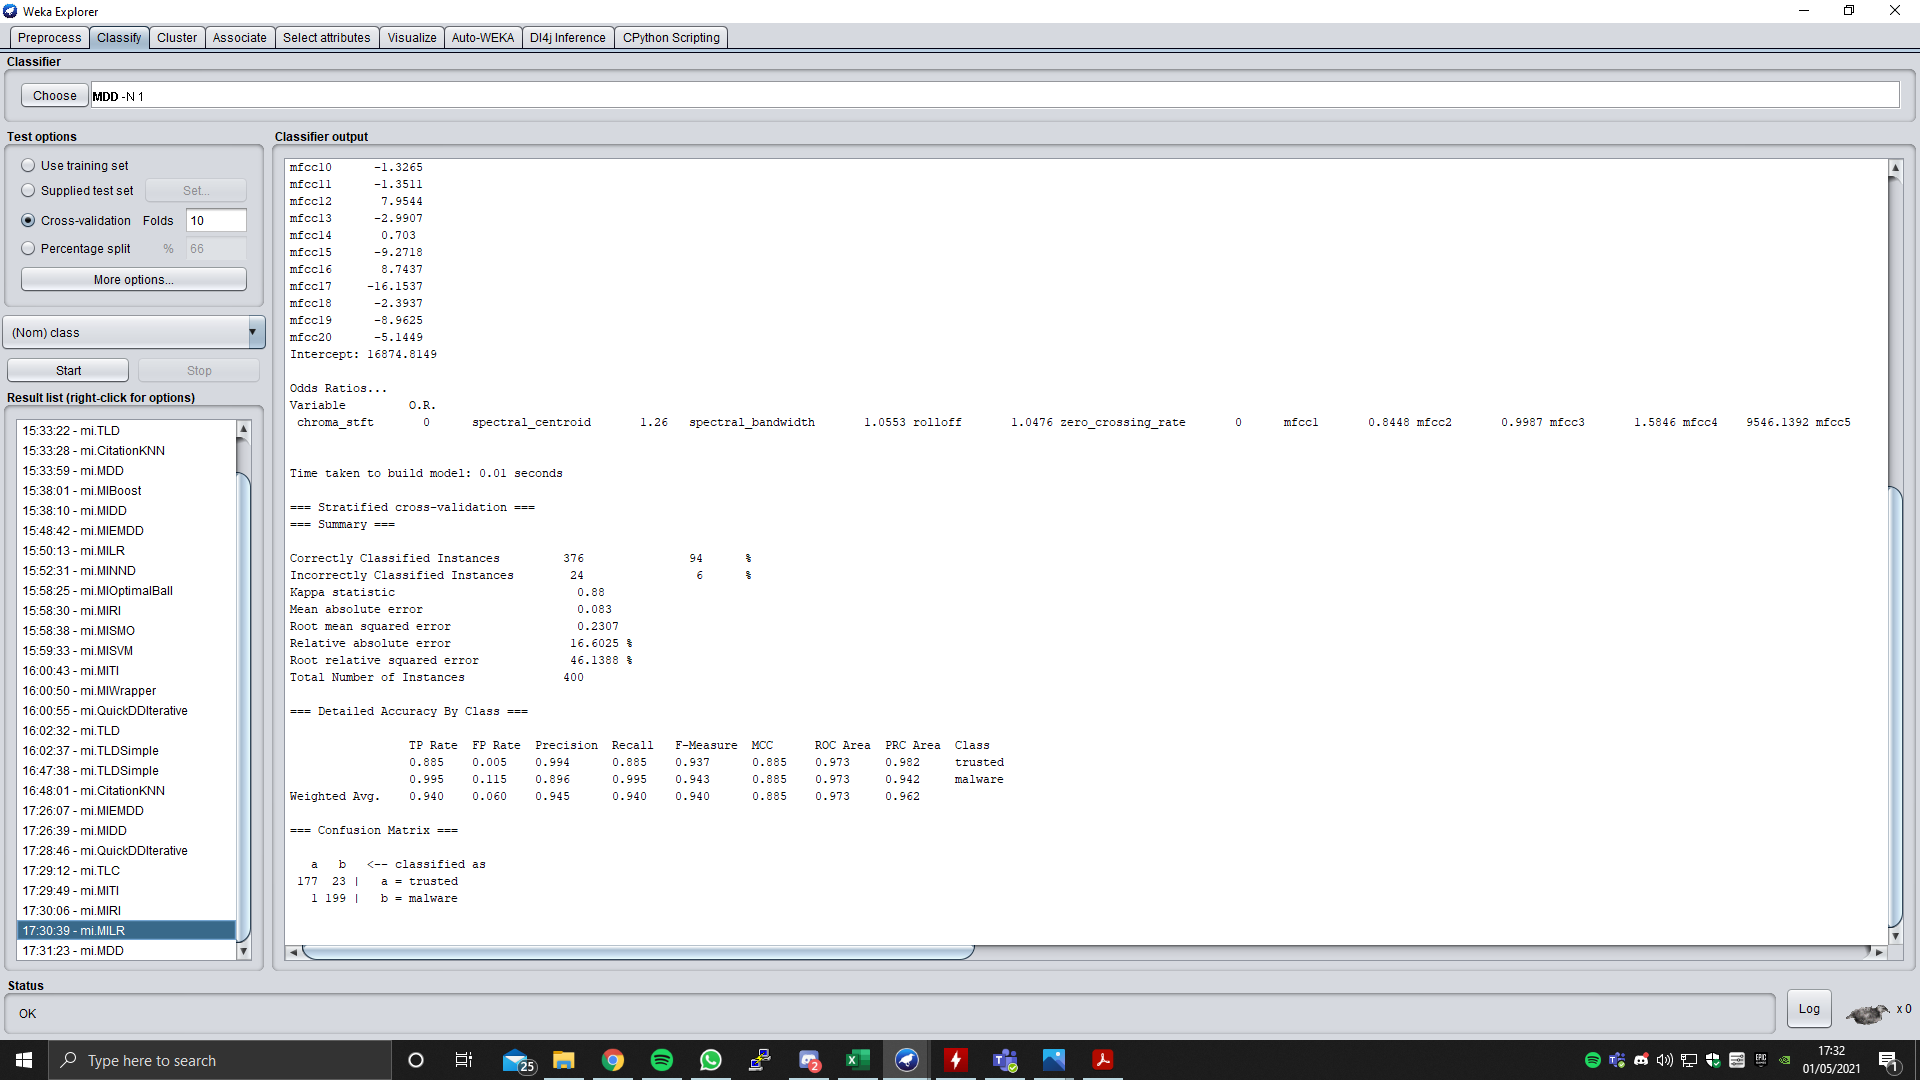 Weka Explorer
Preprocess Classify Cluster Associate Select attributes Visualize Auto-WEKA Dl4j Inference CPython Scripting
Classifier
Choose MDD -N 1
Test options
Use training set
Supplied test set Set...
Cross-validation Folds 10
Percentage split % 66
More options...
(Nom) class
Start Stop
Result list (right-click for options)
15:33:22 - mi.TLD
15:33:28 - mi.CitationKNN
15:33:59 - mi.MDD
15:38:01 - mi.MIBoost
15:38:10 - mi.MIDD
15:48:42 - mi.MIEMDD
15:50:13 - mi.MILR
15:52:31 - mi.MINND
15:58:25 - mi.MIOptimalBall
15:58:30 - mi.MIRI
15:58:38 - mi.MISMO
15:59:33 - mi.MISVM
16:00:43 - mi.MITI
16:00:50 - mi.MIWrapper
16:00:55 - mi.QuickDDIterative
16:02:32 - mi.TLD
16:02:37 - mi.TLDSimple
16:47:38 - mi.TLDSimple
16:48:01 - mi.CitationKNN
17:26:07 - mi.MIEMDD
17:26:39 - mi.MIDD
17:28:46 - mi.QuickDDIterative
17:29:12 - mi.TLC
17:29:49 - mi.MITI
17:30:06 - mi.MIRI
17:30:39 - mi.MILR
17:31:23 - mi.MDD
Classifier output
mfcc10 -1.3265
mfcc11 -1.3511
mfcc12 7.9544
mfcc13 -2.9907
mfcc14 0.703
mfcc15 -9.2718
mfcc16 8.7437
mfcc17 -16.1537
mfcc18 -2.3937
mfcc19 -8.9625
mfcc20 -5.1449
Intercept: 16874.8149
Odds Ratios...
Variable O.R.
chroma_stft 0 spectral_centroid 1.26 spectral_bandwidth 1.0553 rolloff 1.0476 zero_crossing_rate 0 mfcc1 0.8448 mfcc2 0.9987 mfcc3 1.5846 mfcc4 9546.1392 mfcc5
Time taken to build model: 0.01 seconds
=== Stratified cross-validation ===
=== Summary ===
Correctly Classified Instances 376 94 %
Incorrectly Classified Instances 24 6 %
Kappa statistic 0.88
Mean absolute error 0.083
Root mean squared error 0.2307
Relative absolute error 16.6025 %
Root relative squared error 46.1388 %
Total Number of Instances 400
=== Detailed Accuracy By Class ===
TP Rate FP Rate Precision Recall F-Measure MCC ROC Area PRC Area Class
0.885 0.005 0.994 0.885 0.937 0.885 0.973 0.982 trusted
0.995 0.115 0.896 0.995 0.943 0.885 0.973 0.942 malware
Weighted Avg. 0.940 0.060 0.945 0.940 0.940 0.885 0.973 0.962
=== Confusion Matrix ===
a b <-- classified as
177 23 | a = trusted
1 199 | b = malware
Status
OK
Log x 0
Type here to search
25
2
17:32
01/05/2021
1